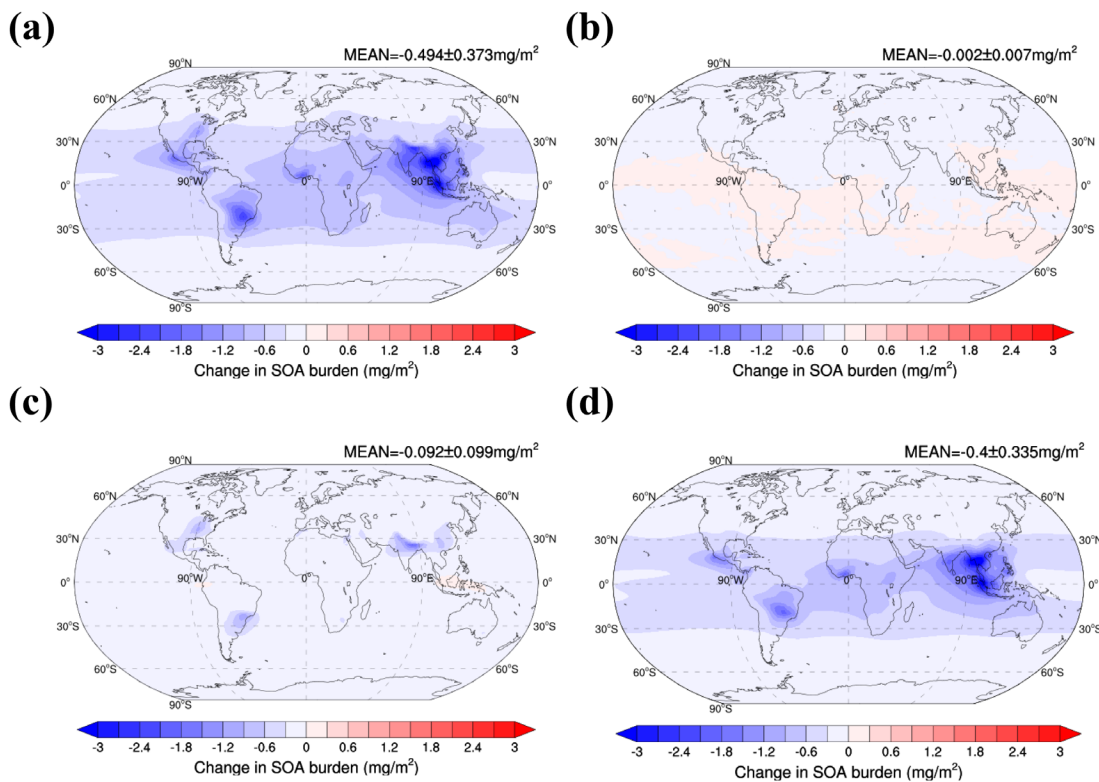 (a)
MEAN=-0.494±0.373mg/m²
90°N
60°N
30°N 30°N
90°W 0° 90°E
0° 0°
30°S 30°S
60°S
90°S
-3 -2.4 -1.8 -1.2 -0.6 0 0.6 1.2 1.8 2.4 3
Change in SOA burden (mg/m²)
(b)
MEAN=-0.002±0.007mg/m²
90°N
60°N 60°N
30°N 30°N
90°W 0° 90°E
0° 0°
30°S 30°S
60°S 60°S
90°S
-3 -2.4 -1.8 -1.2 -0.6 0 0.6 1.2 1.8 2.4 3
Change in SOA burden (mg/m²)
(c)
MEAN=-0.092±0.099mg/m²
90°N
60°N 60°N
30°N 30°N
90°W 0° 90°E
0° 0°
30°S 30°S
60°S 60°S
90°S
-3 -2.4 -1.8 -1.2 -0.6 0 0.6 1.2 1.8 2.4 3
Change in SOA burden (mg/m²)
(d)
MEAN=-0.4±0.335mg/m²
90°N
60°N 60°N
30°N 30°N
90°W 0° 90°E
0° 0°
30°S 30°S
60°S 60°S
90°S
-3 -2.4 -1.8 -1.2 -0.6 0 0.6 1.2 1.8 2.4 3
Change in SOA burden (mg/m²)